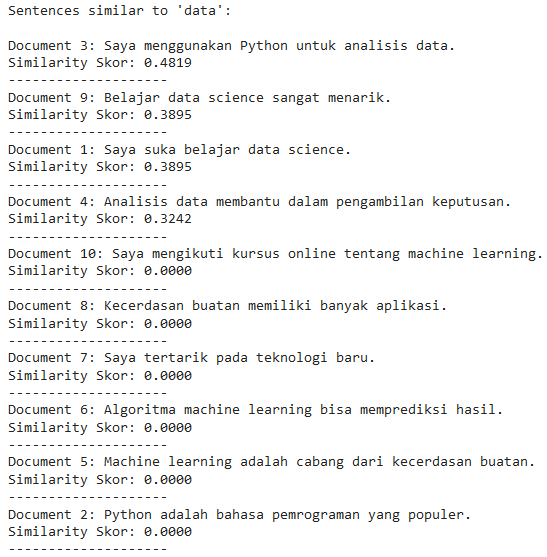 Sentences similar to 'data':
Document 3: Saya menggunakan Python untuk analisis data.
Similarity Skor: 0.4819
--------------------
Document 9: Belajar data science sangat menarik.
Similarity Skor: 0.3895
--------------------
Document 1: Saya suka belajar data science.
Similarity Skor: 0.3895
--------------------
Document 4: Analisis data membantu dalam pengambilan keputusan.
Similarity Skor: 0.3242
--------------------
Document 10: Saya mengikuti kursus online tentang machine learning.
Similarity Skor: 0.0000
--------------------
Document 8: Kecerdasan buatan memiliki banyak aplikasi.
Similarity Skor: 0.0000
--------------------
Document 7: Saya tertarik pada teknologi baru.
Similarity Skor: 0.0000
--------------------
Document 6: Algoritma machine learning bisa memprediksi hasil.
Similarity Skor: 0.0000
--------------------
Document 5: Machine learning adalah cabang dari kecerdasan buatan.
Similarity Skor: 0.0000
--------------------
Document 2: Python adalah bahasa pemrograman yang populer.
Similarity Skor: 0.0000
--------------------